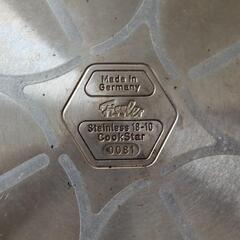 Made in
Germany
Fissler
Stainless 18-10
CookStar
0081